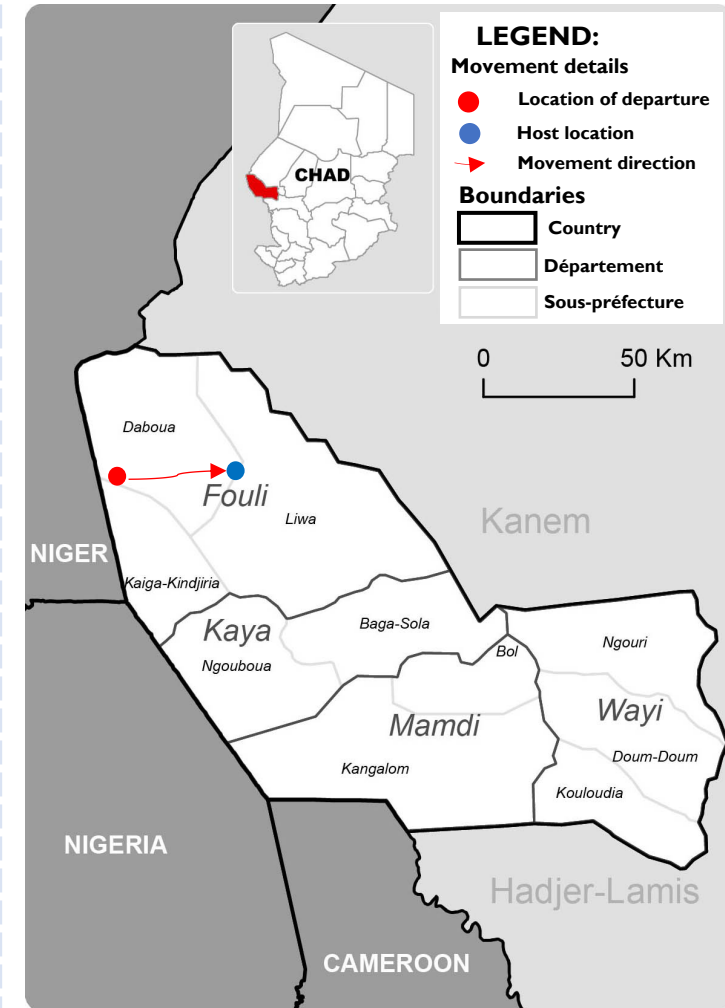 LEGEND:
Movement details
Location of departure
Host location
Movement direction
Boundaries
Country
Département
Sous-préfecture
CHAD
0 50 Km
Daboua
Fouli
Liwa
Kanem
NIGER
Kaiga-Kindjiria
Kaya
Baga-Sola
Ngouboua
Bol
Ngouri
Mamdi
Wayi
Kangalom
Doum-Doum
Kouloudia
NIGERIA
Hadjer-Lamis
CAMEROON